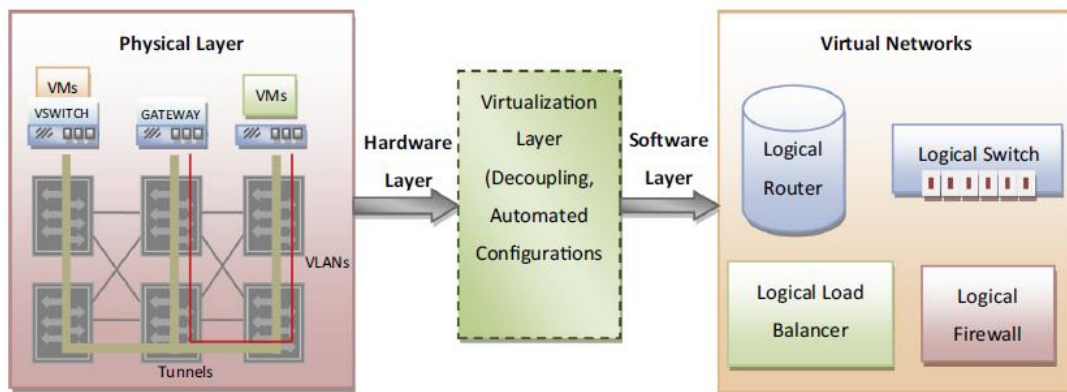 Physical Layer
VMs
VSWITCH
GATEWAY
VMs
VLANs
Tunnels
Hardware
Layer
Virtualization
Layer
(Decoupling,
Automated
Configurations
Software
Layer
Virtual Networks
Logical
Router
Logical Switch
Logical Load
Balancer
Logical
Firewall